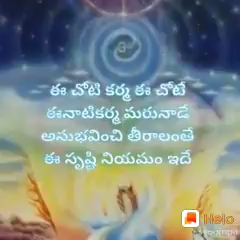 ఈ చోటి కర్మ ఈ చోటే
ఈనాటికర్మ మరునాడే
అనుభవించి తీరాలంతే
ఈ సృష్టి నియమం ఇదే
Helo